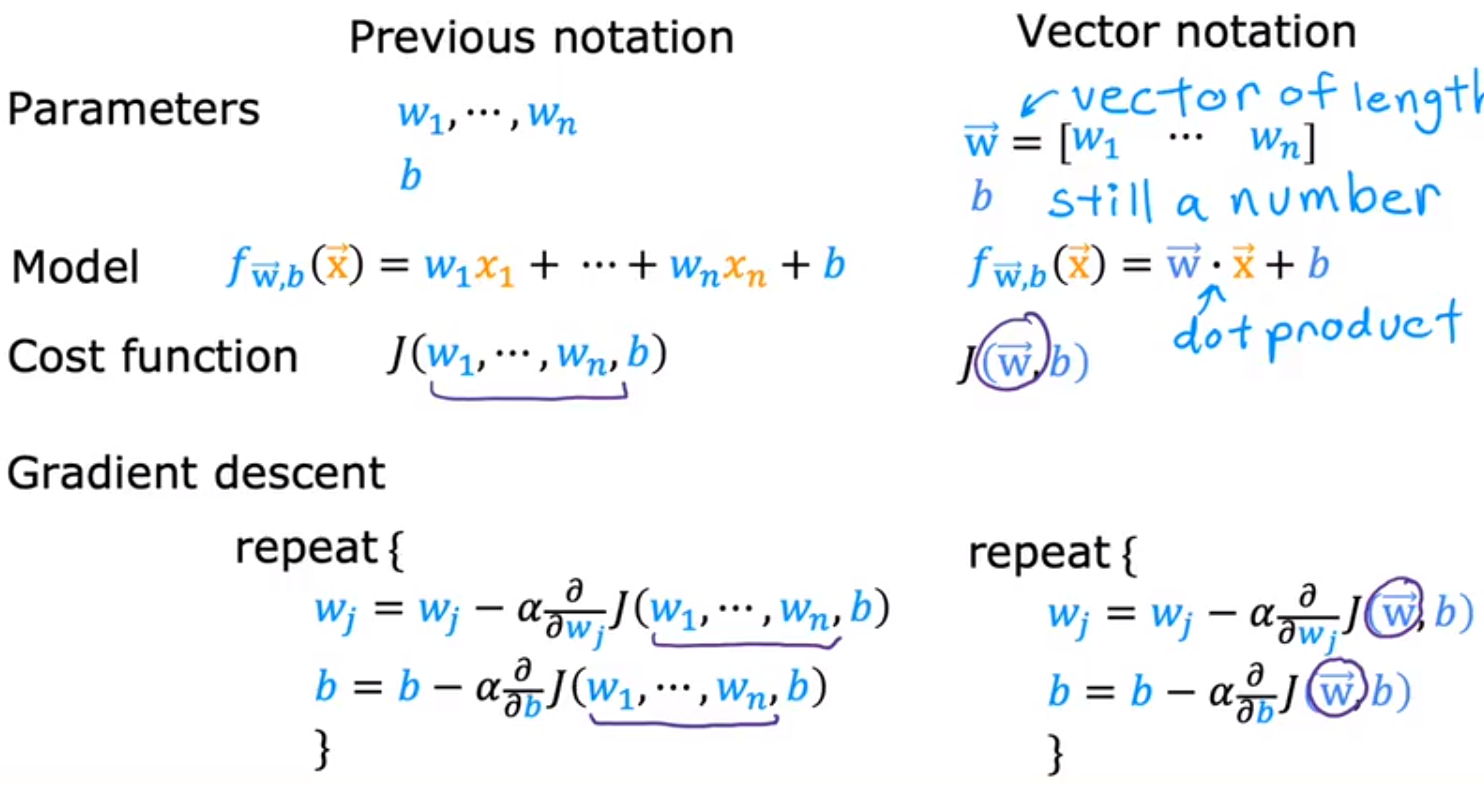 Previous notation Vector notation
vector of length
Parameters w₁, ⋯, wₙ w⃗ = [w₁ ⋯ wₙ]
b b still a number
Model f_w⃗,b(x⃗) = w₁x₁ + ⋯ + wₙxₙ + b f_w⃗,b(x⃗) = w⃗ · x⃗ + b
dot product
Cost function J(w₁, ⋯, wₙ, b) J(w⃗, b)
Gradient descent
repeat { repeat {
wⱼ = wⱼ − α ∂/∂wⱼ J(w₁, ⋯, wₙ, b) wⱼ = wⱼ − α ∂/∂wⱼ J(w⃗, b)
b = b − α ∂/∂b J(w₁, ⋯, wₙ, b) b = b − α ∂/∂b J(w⃗, b)
} }